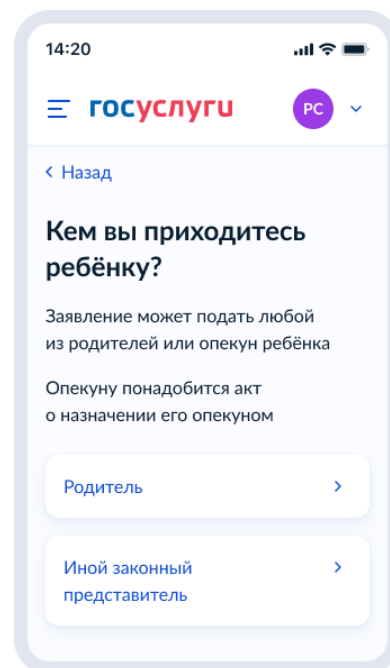 14:20
госуслуги
РС
Назад
Кем вы приходитесь
ребёнку?
Заявление может подать любой
из родителей или опекун ребёнка
Опекуну понадобится акт
о назначении его опекуном
Родитель
Иной законный
представитель